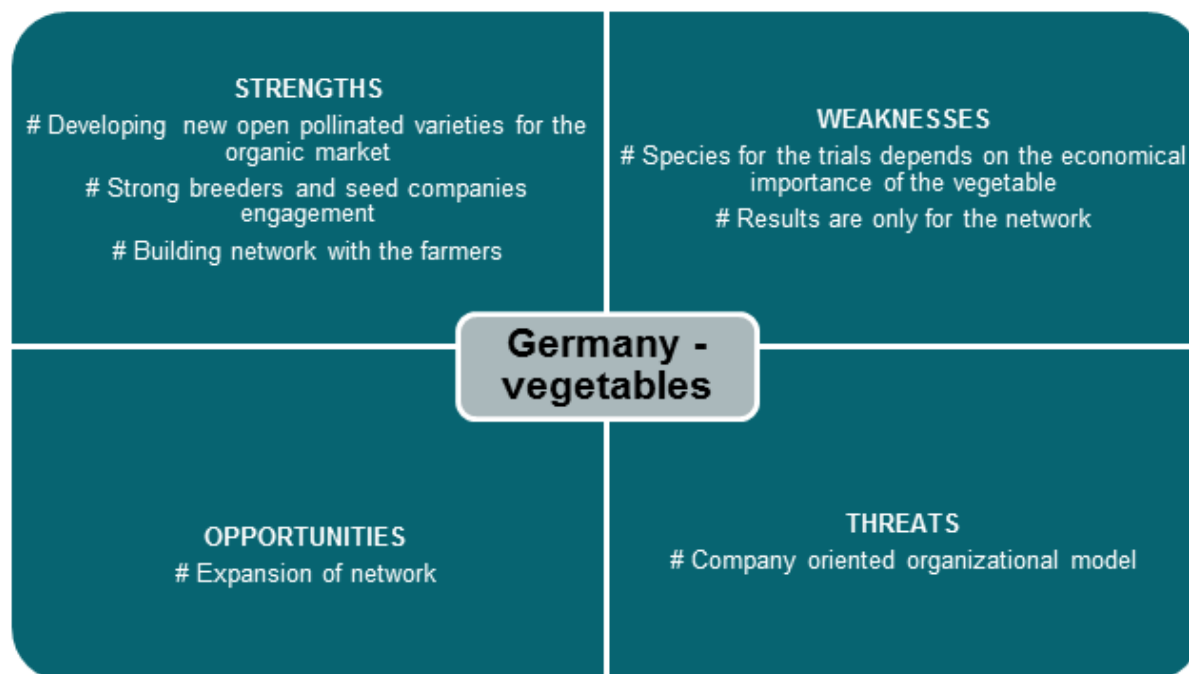 STRENGTHS
# Developing new open pollinated varieties for the
organic market
# Strong breeders and seed companies
engagement
# Building network with the farmers
WEAKNESSES
# Species for the trials depends on the economical
importance of the vegetable
# Results are only for the network
Germany -
vegetables
OPPORTUNITIES
# Expansion of network
THREATS
# Company oriented organizational model